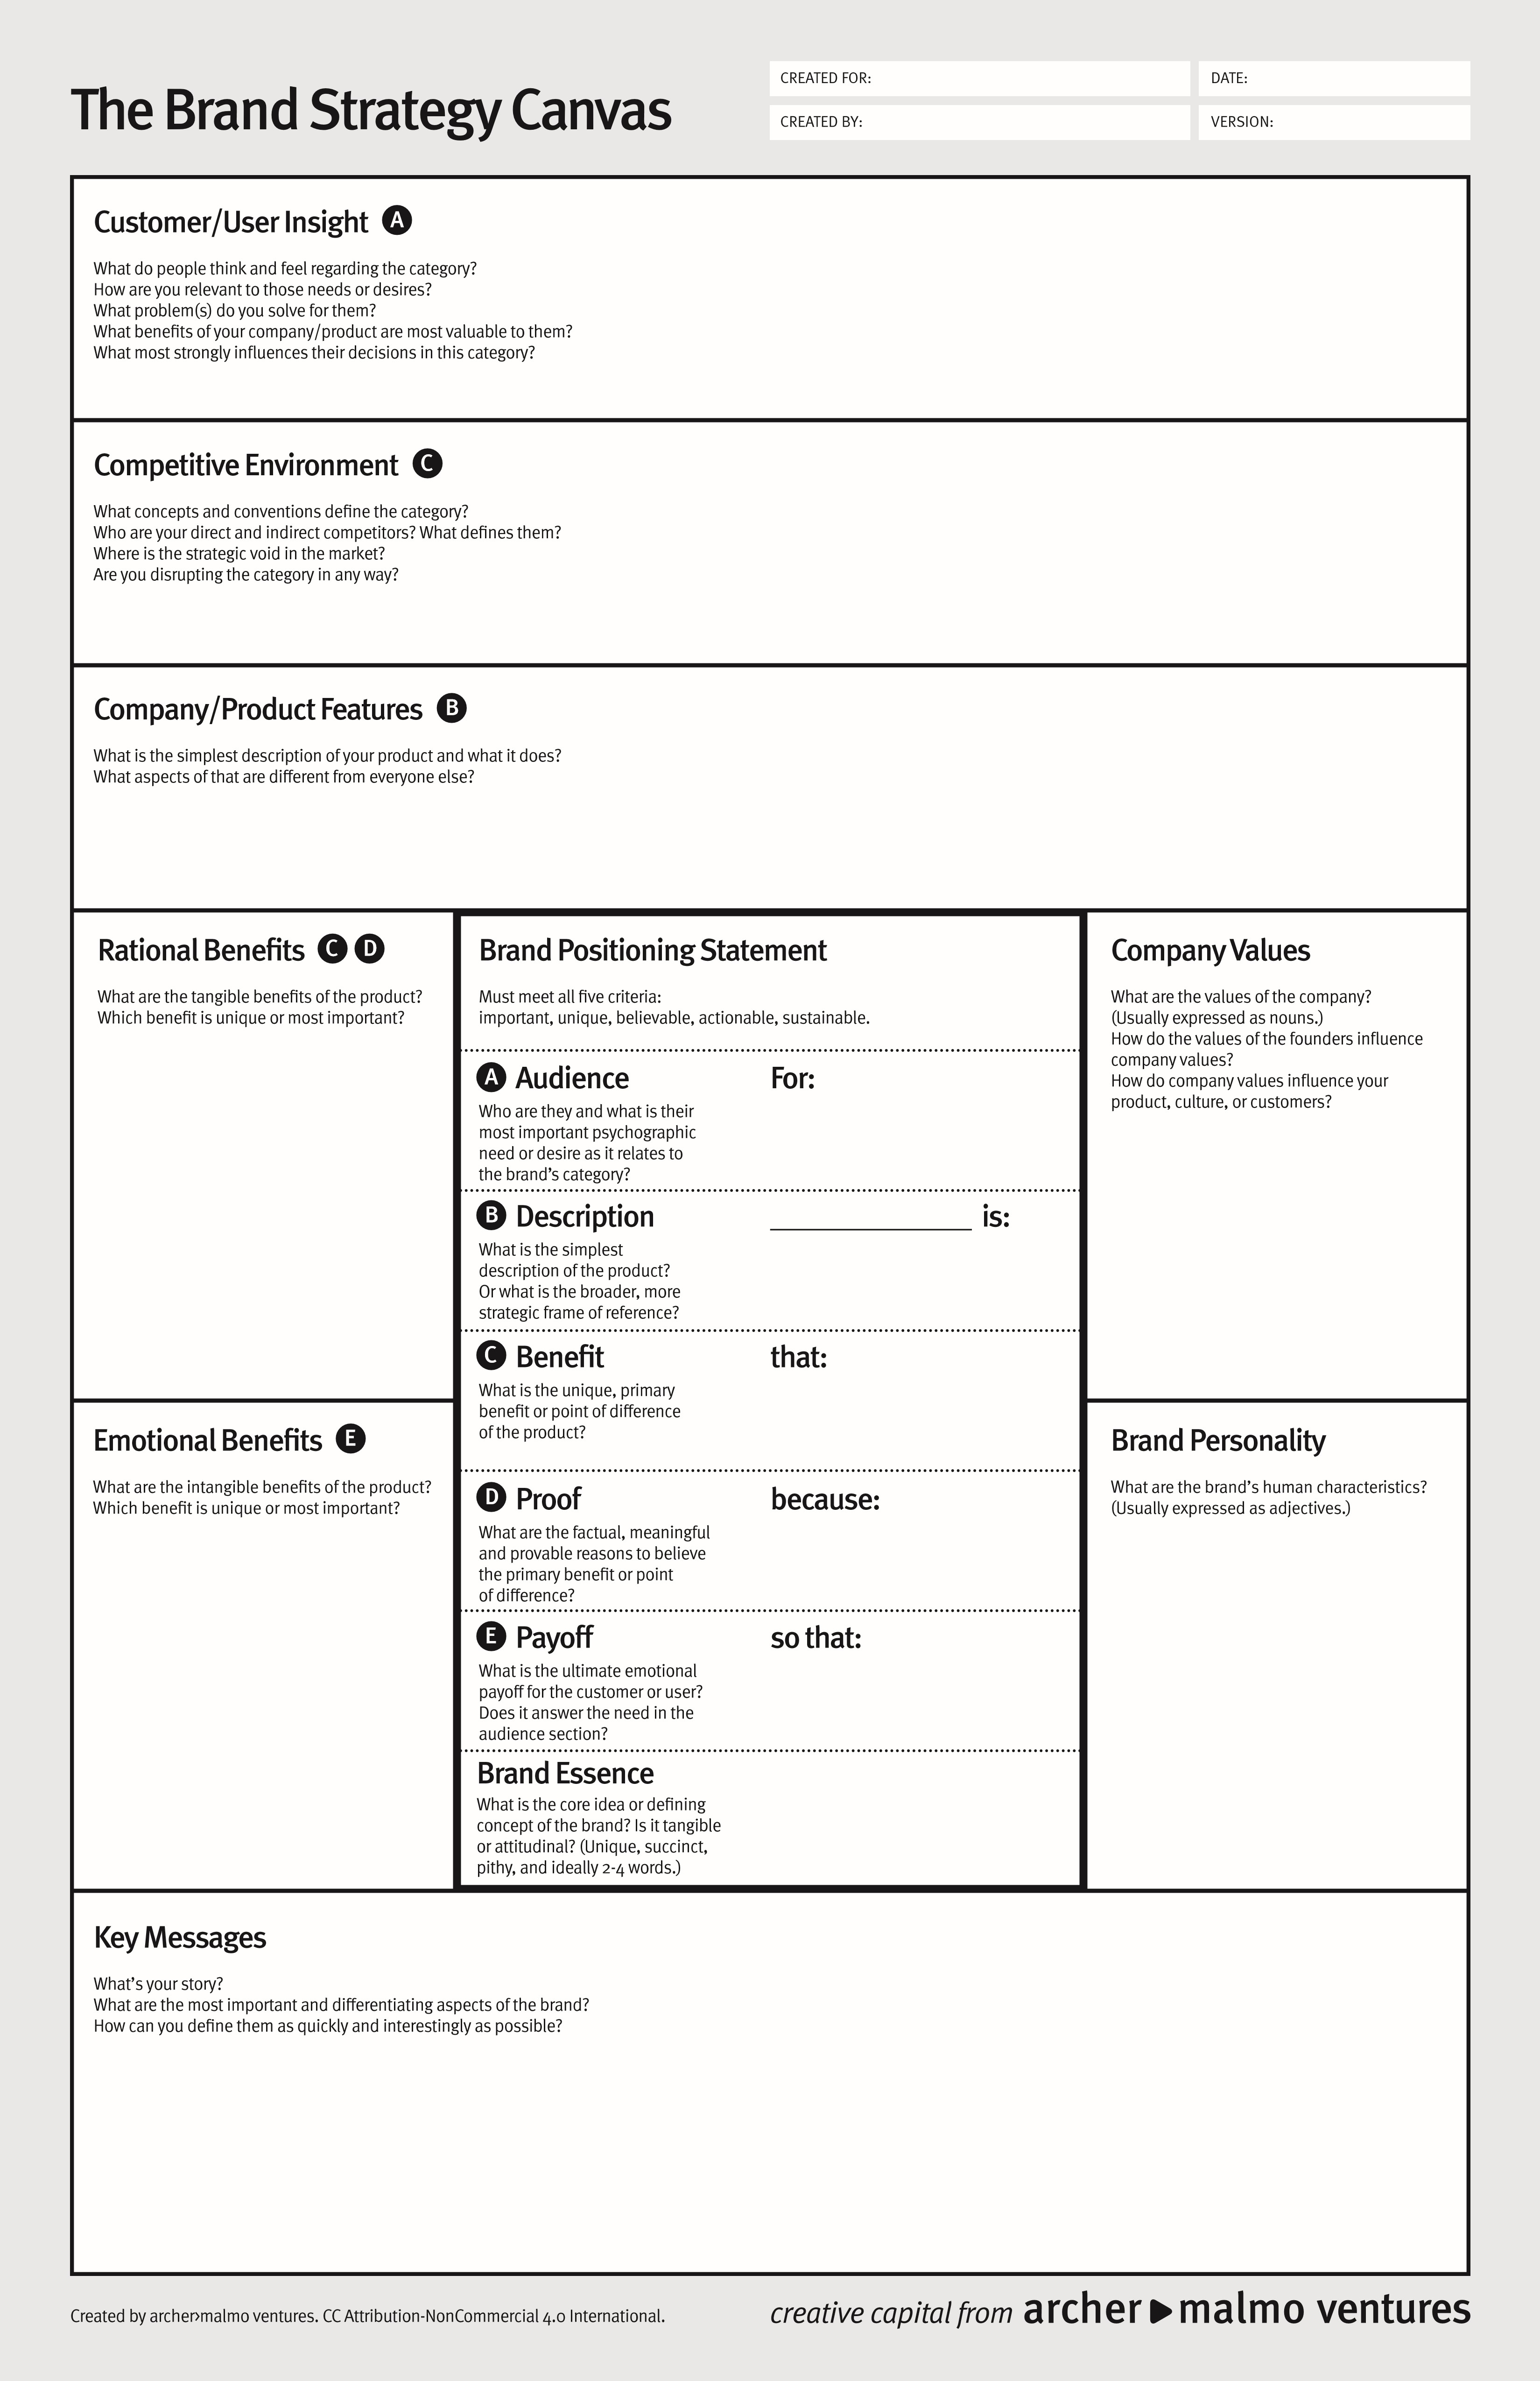 The Brand Strategy Canvas
CREATED FOR:
DATE:
CREATED BY:
VERSION:
Customer/User Insight A
What do people think and feel regarding the category?
How are you relevant to those needs or desires?
What problem(s) do you solve for them?
What benefits of your company/product are most valuable to them?
What most strongly influences their decisions in this category?
Competitive Environment C
What concepts and conventions define the category?
Who are your direct and indirect competitors? What defines them?
Where is the strategic void in the market?
Are you disrupting the category in any way?
Company/Product Features B
What is the simplest description of your product and what it does?
What aspects of that are different from everyone else?
Rational Benefits C D
What are the tangible benefits of the product?
Which benefit is unique or most important?
Emotional Benefits E
What are the intangible benefits of the product?
Which benefit is unique or most important?
Brand Positioning Statement
Must meet all five criteria:
important, unique, believable, actionable, sustainable.
A Audience
For:
Who are they and what is their
most important psychographic
need or desire as it relates to
the brand’s category?
B Description
____________ is:
What is the simplest
description of the product?
Or what is the broader, more
strategic frame of reference?
C Benefit
that:
What is the unique, primary
benefit or point of difference
of the product?
D Proof
because:
What are the factual, meaningful
and provable reasons to believe
the primary benefit or point
of difference?
E Payoff
so that:
What is the ultimate emotional
payoff for the customer or user?
Does it answer the need in the
audience section?
Brand Essence
What is the core idea or defining
concept of the brand? Is it tangible
or attitudinal? (Unique, succinct,
pithy, and ideally 2-4 words.)
Company Values
What are the values of the company?
(Usually expressed as nouns.)
How do the values of the founders influence
company values?
How do company values influence your
product, culture, or customers?
Brand Personality
What are the brand’s human characteristics?
(Usually expressed as adjectives.)
Key Messages
What’s your story?
What are the most important and differentiating aspects of the brand?
How can you define them as quickly and interestingly as possible?
Created by archer>malmo ventures. CC Attribution-NonCommercial 4.0 International.
creative capital from archer malmo ventures